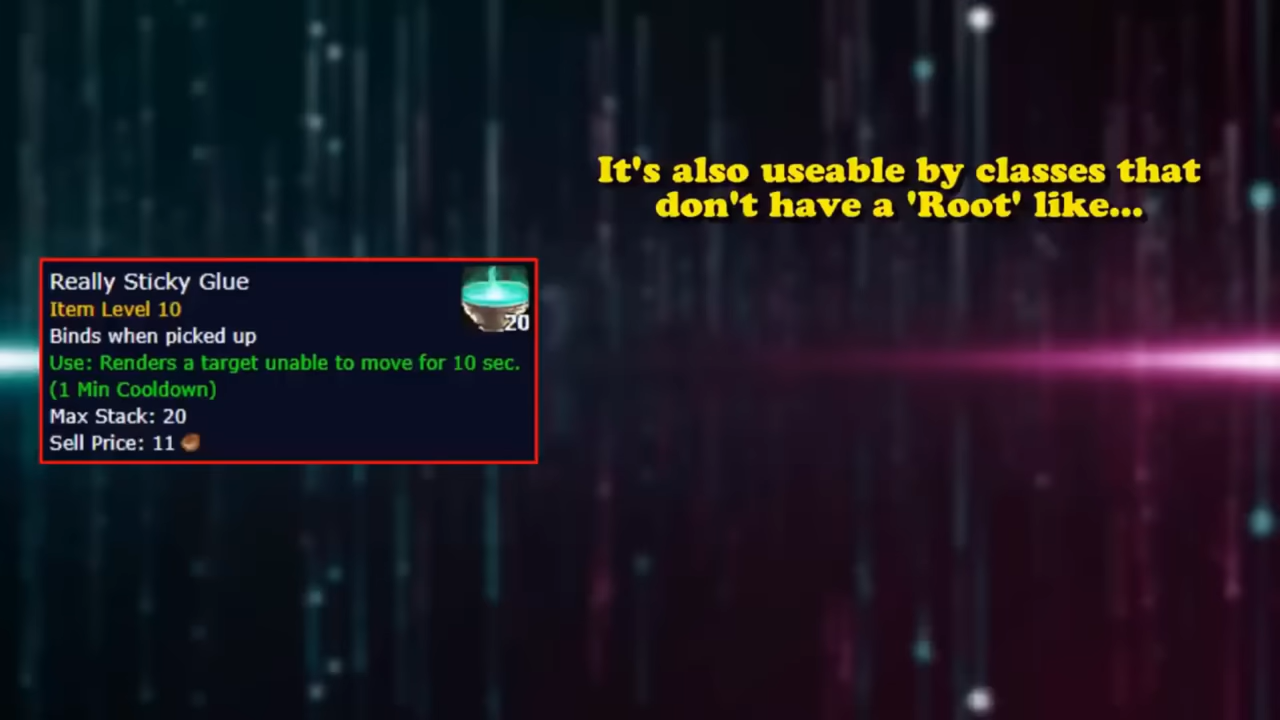 It's also useable by classes that
don't have a 'Root' like...
Really Sticky Glue
Item Level 10
20
Binds when picked up
Use: Renders a target unable to move for 10 sec.
(1 Min Cooldown)
Max Stack: 20
Sell Price: 11